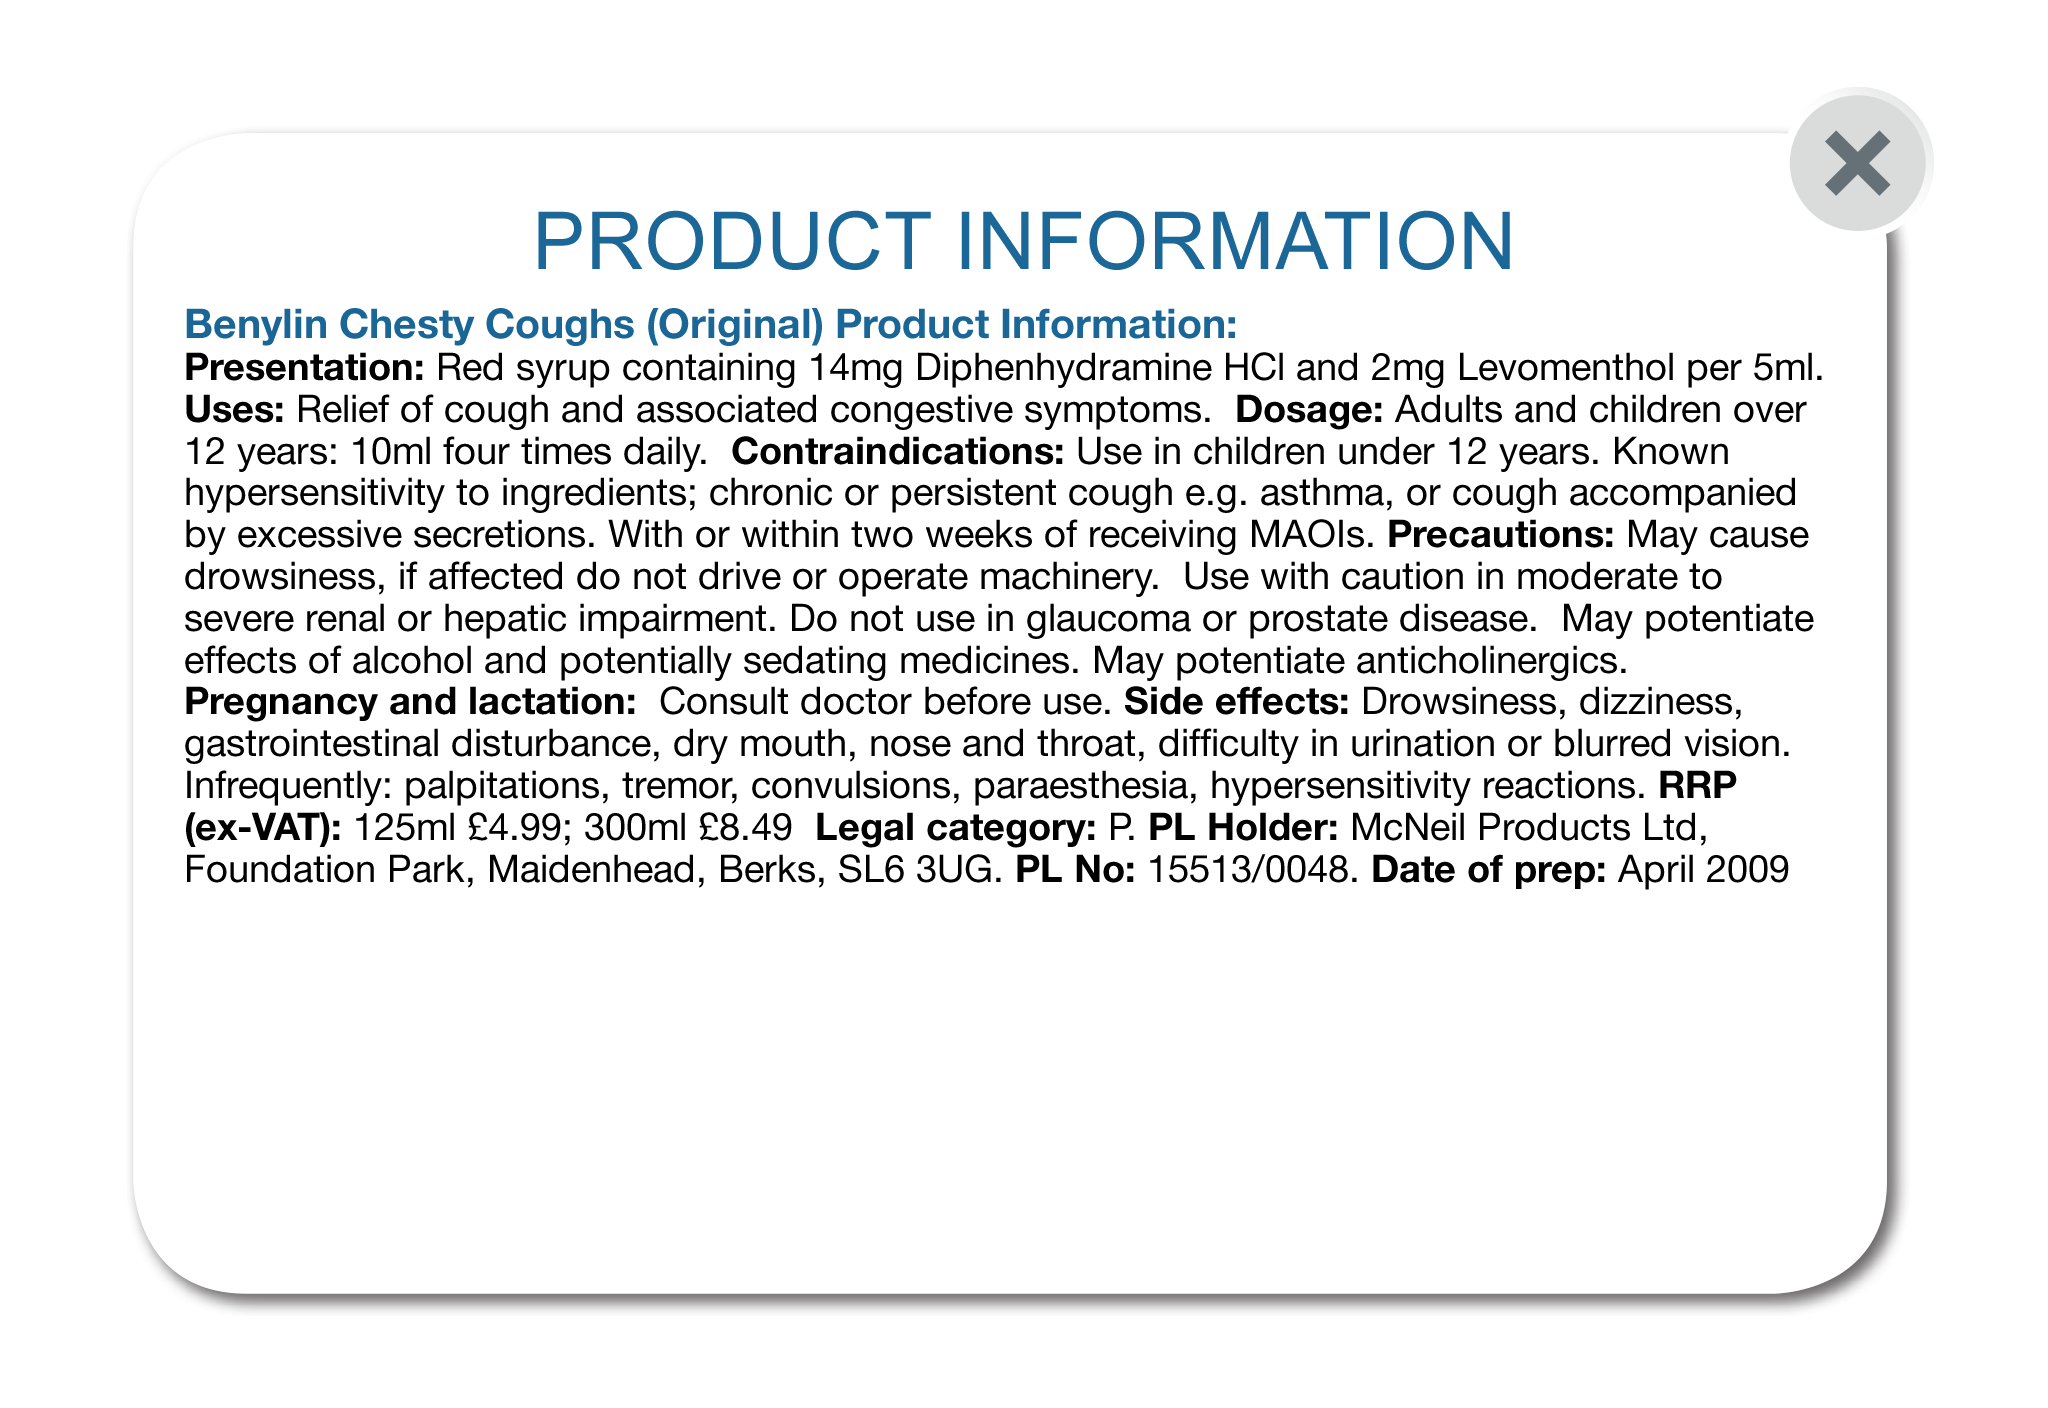 PRODUCT INFORMATION
Benylin Chesty Coughs (Original) Product Information:
Presentation: Red syrup containing 14mg Diphenhydramine HCl and 2mg Levomenthol per 5ml.
Uses: Relief of cough and associated congestive symptoms.  Dosage: Adults and children over
12 years: 10ml four times daily.  Contraindications: Use in children under 12 years. Known
hypersensitivity to ingredients; chronic or persistent cough e.g. asthma, or cough accompanied
by excessive secretions. With or within two weeks of receiving MAOIs. Precautions: May cause
drowsiness, if affected do not drive or operate machinery.  Use with caution in moderate to
severe renal or hepatic impairment. Do not use in glaucoma or prostate disease.  May potentiate
effects of alcohol and potentially sedating medicines. May potentiate anticholinergics.
Pregnancy and lactation:  Consult doctor before use. Side effects: Drowsiness, dizziness,
gastrointestinal disturbance, dry mouth, nose and throat, difficulty in urination or blurred vision.
Infrequently: palpitations, tremor, convulsions, paraesthesia, hypersensitivity reactions. RRP
(ex-VAT): 125ml £4.99; 300ml £8.49  Legal category: P. PL Holder: McNeil Products Ltd,
Foundation Park, Maidenhead, Berks, SL6 3UG. PL No: 15513/0048. Date of prep: April 2009